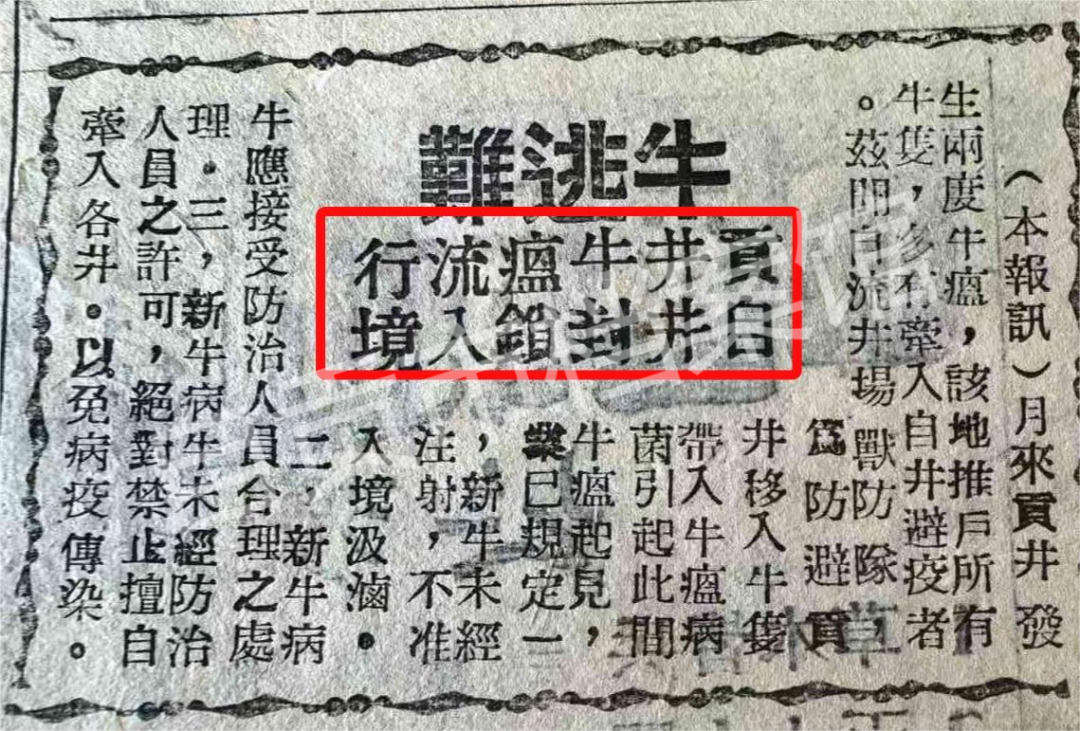 牛逃難
貢井牛瘟流行
自井封鎖入境
（本報訊）月來貢井發
生兩度牛瘟，該地推戶所有
牛隻，多有牽入自井避疫者
。茲聞自流井場獸防隊，
爲防避貢
井移入牛隻
帶入牛瘟病
菌引起此間
牛瘟起見，
業已規定一
，新牛未經
注射，不准
入境汲滷。
二，新牛病
牛應接受防治人員合理之處
理．三，新牛病牛未經防治
人員之許可，絕對禁止擅自
牽入各井。以免病疫傳染。